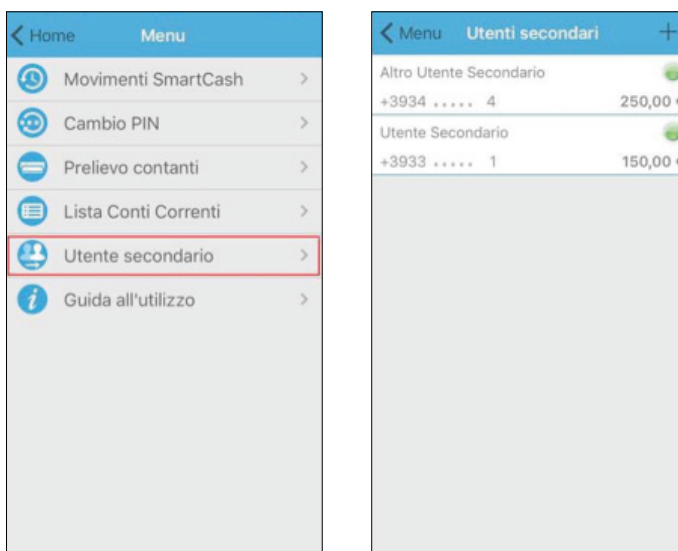 Home Menu
Movimenti SmartCash
Cambio PIN
Prelievo contanti
Lista Conti Correnti
Utente secondario
Guida all'utilizzo
Menu Utenti secondari +
Altro Utente Secondario
+3934 ..... 4 250,00 €
Utente Secondario
+3933 ..... 1 150,00 €